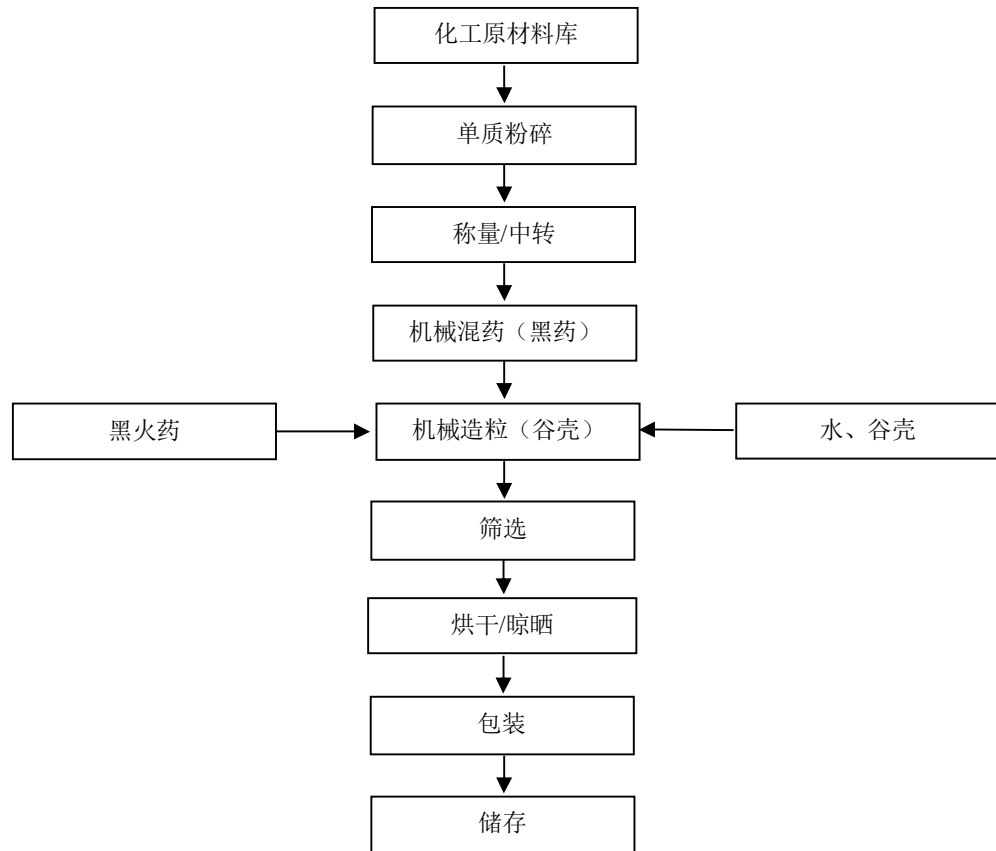 化工原材料库
单质粉碎
称量/中转
机械混药（黑药）
黑火药
机械造粒（谷壳）
水、谷壳
筛选
烘干/晾晒
包装
储存